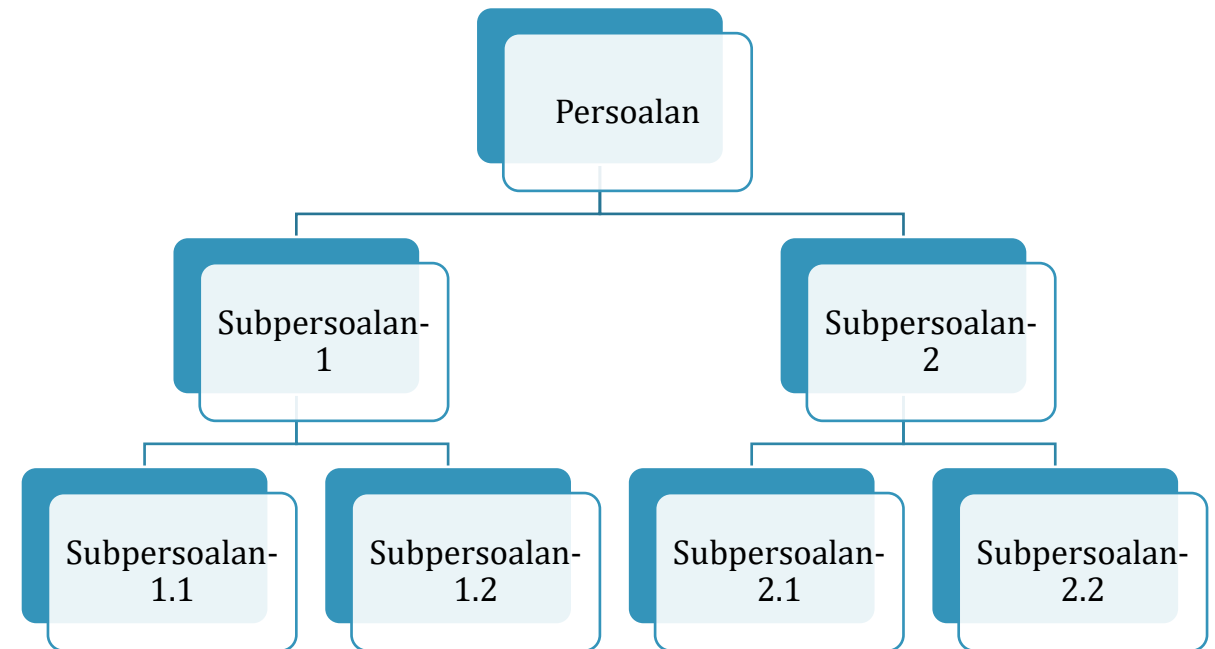 Persoalan
Subpersoalan-
1
Subpersoalan-
2
Subpersoalan-
1.1
Subpersoalan-
1.2
Subpersoalan-
2.1
Subpersoalan-
2.2